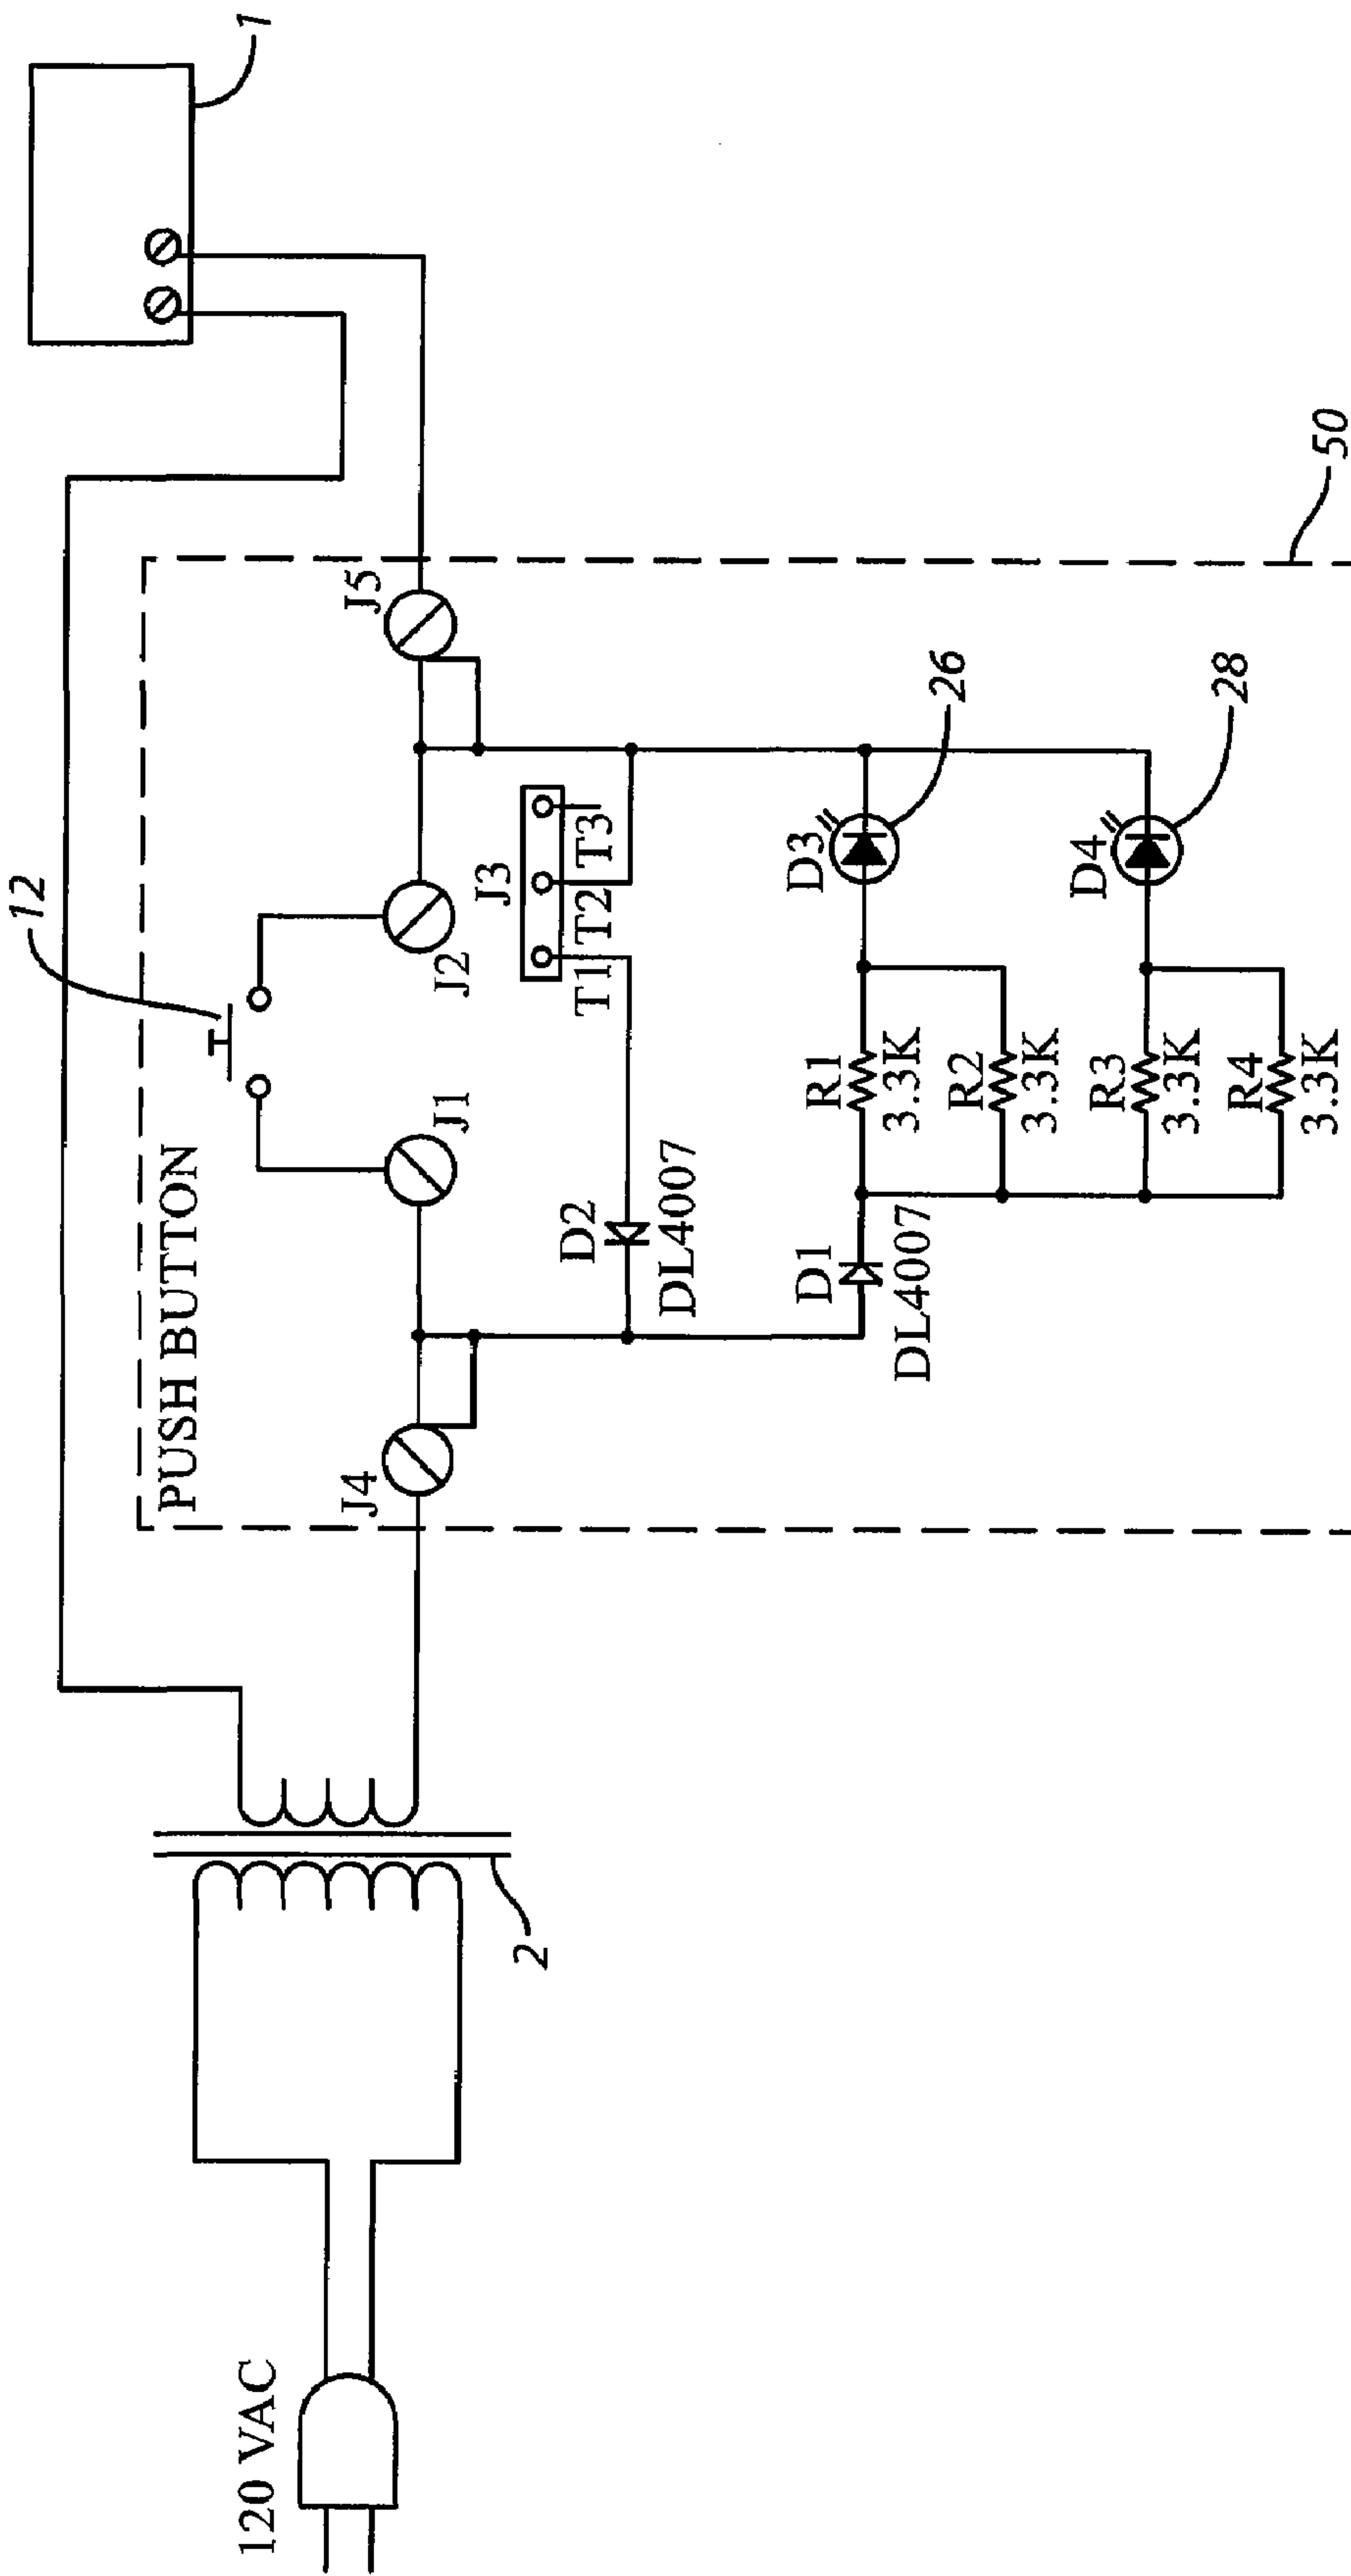 1
12
PUSH BUTTON
J5
J2
J1
J4
J3
T1
T2
T3
D2
DL4007
120 VAC
2
D3
26
R1
3.3K
R2
3.3K
D1
DL4007
D4
28
R3
3.3K
R4
3.3K
50